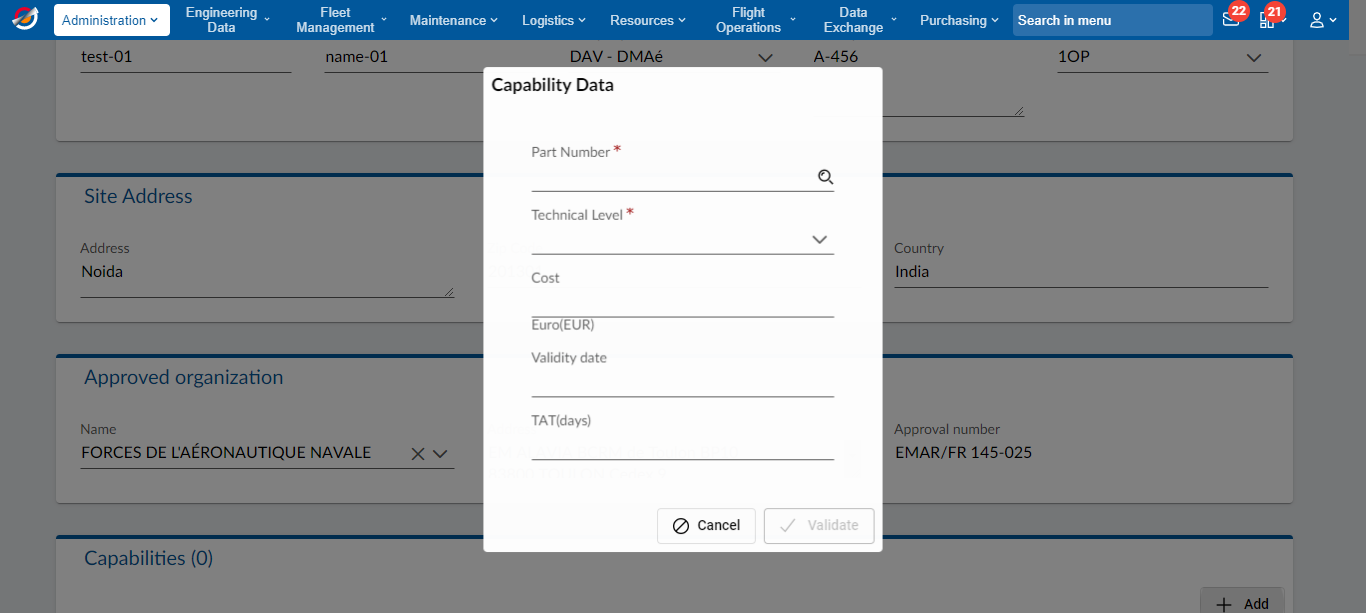 Administration
Engineering
Data
Fleet
Management
Maintenance
Logistics
Resources
Flight
Operations
Data
Exchange
Purchasing
Search in menu
22
21
test-01
name-01
DAV - DMAé
A-456
1OP
Capability Data
Part Number *
Technical Level *
Cost
Euro(EUR)
Validity date
TAT(days)
Cancel
Validate
Site Address
Address
Noida
Country
India
Approved organization
Name
FORCES DE L'AÉRONAUTIQUE NAVALE
Approval number
EMAR/FR 145-025
Capabilities (0)
Add